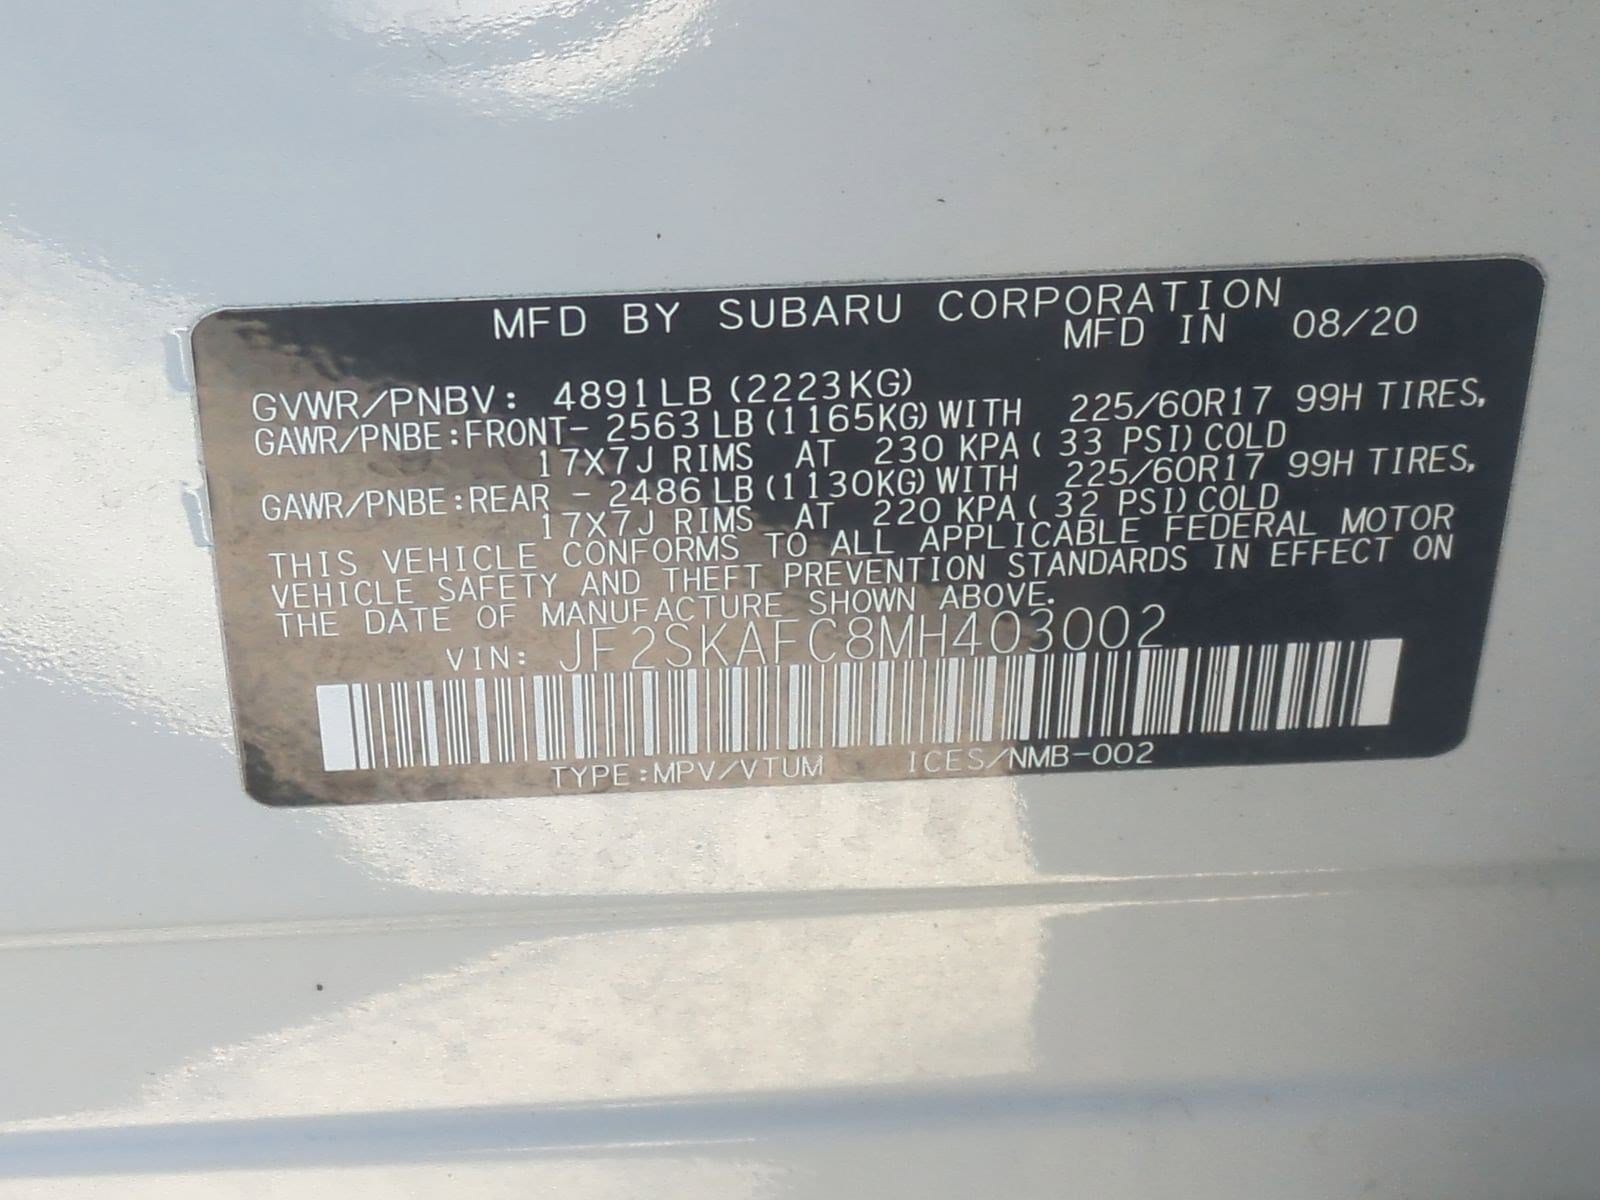 MFD BY SUBARU CORPORATION
MFD IN 08/20
GVWR/PNBV: 4891LB (2223KG)
GAWR/PNBE:FRONT- 2563 LB (1165KG) WITH 225/60R17 99H TIRES,
17X7J RIMS AT 230 KPA ( 33 PSI) COLD
GAWR/PNBE:REAR - 2486 LB (1130KG) WITH 225/60R17 99H TIRES,
17X7J RIMS AT 220 KPA ( 32 PSI) COLD
THIS VEHICLE CONFORMS TO ALL APPLICABLE FEDERAL MOTOR
VEHICLE SAFETY AND THEFT PREVENTION STANDARDS IN EFFECT ON
THE DATE OF MANUFACTURE SHOWN ABOVE.
VIN: JF2SKAFC8MH403002
TYPE:MPV/VTUM ICES/NMB-002